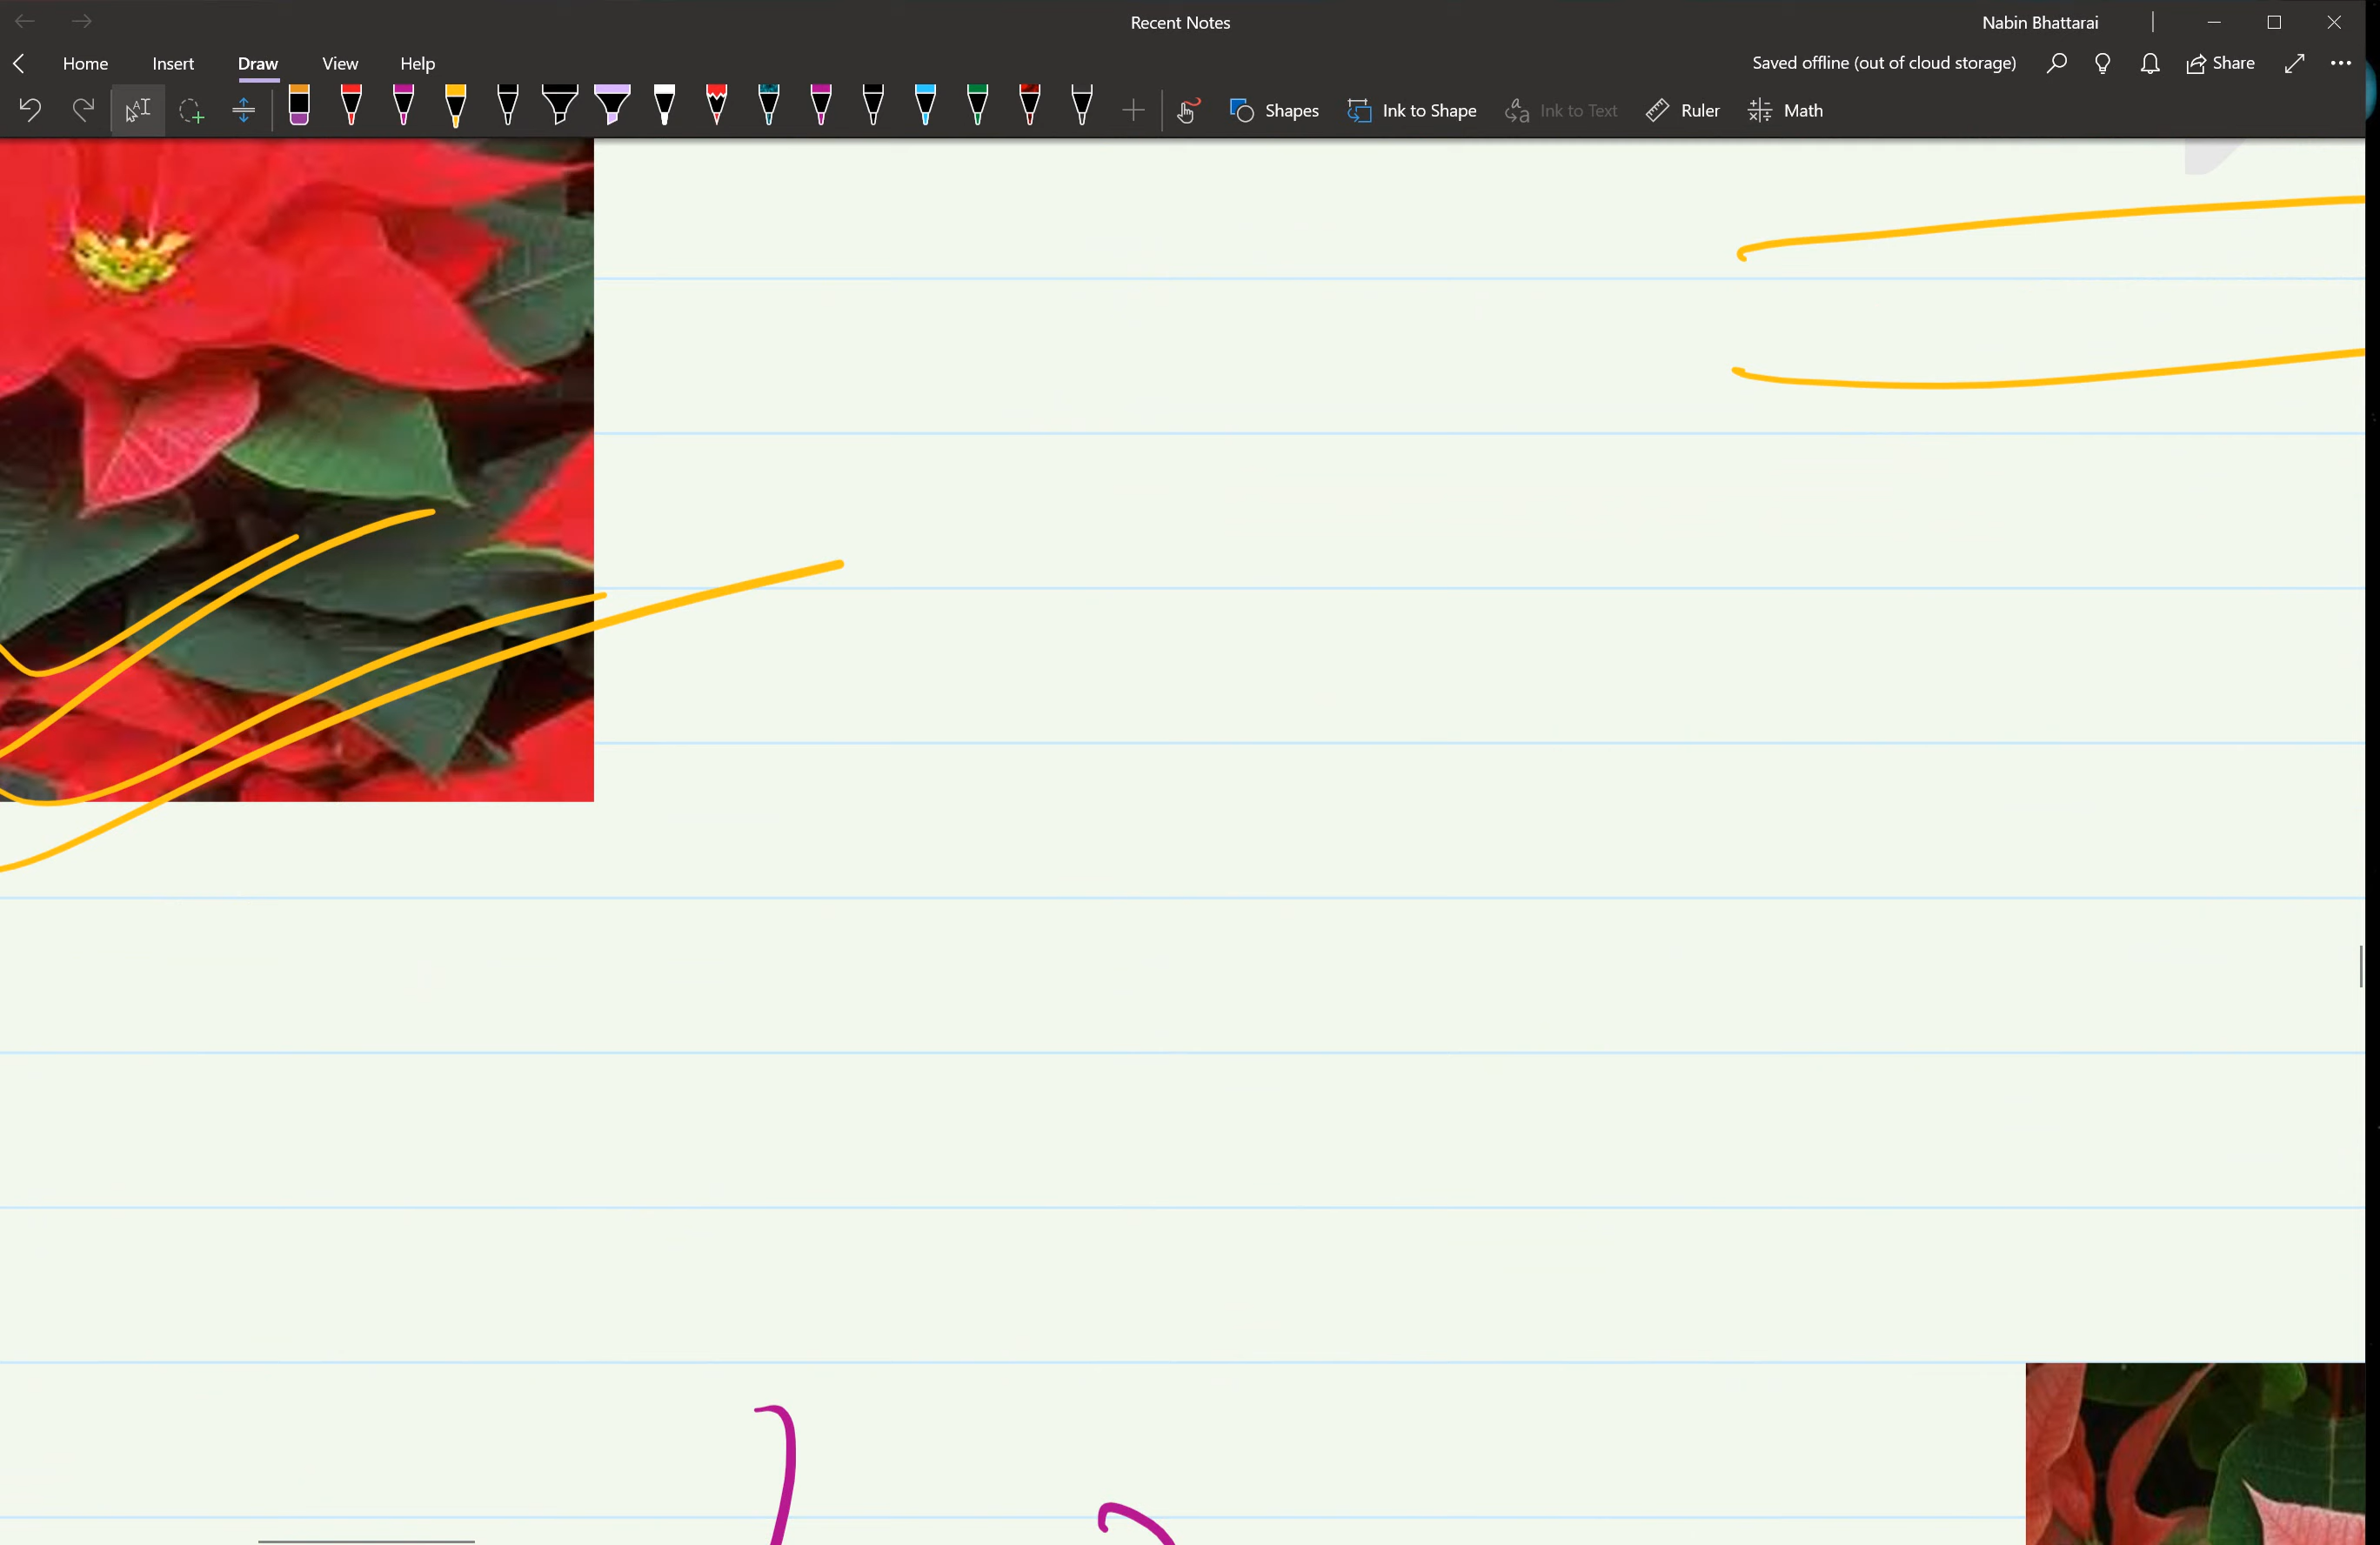 Recent Notes
Nabin Bhattarai
Home Insert Draw View Help
Saved offline (out of cloud storage)
Share
Shapes Ink to Shape Ink to Text Ruler Math